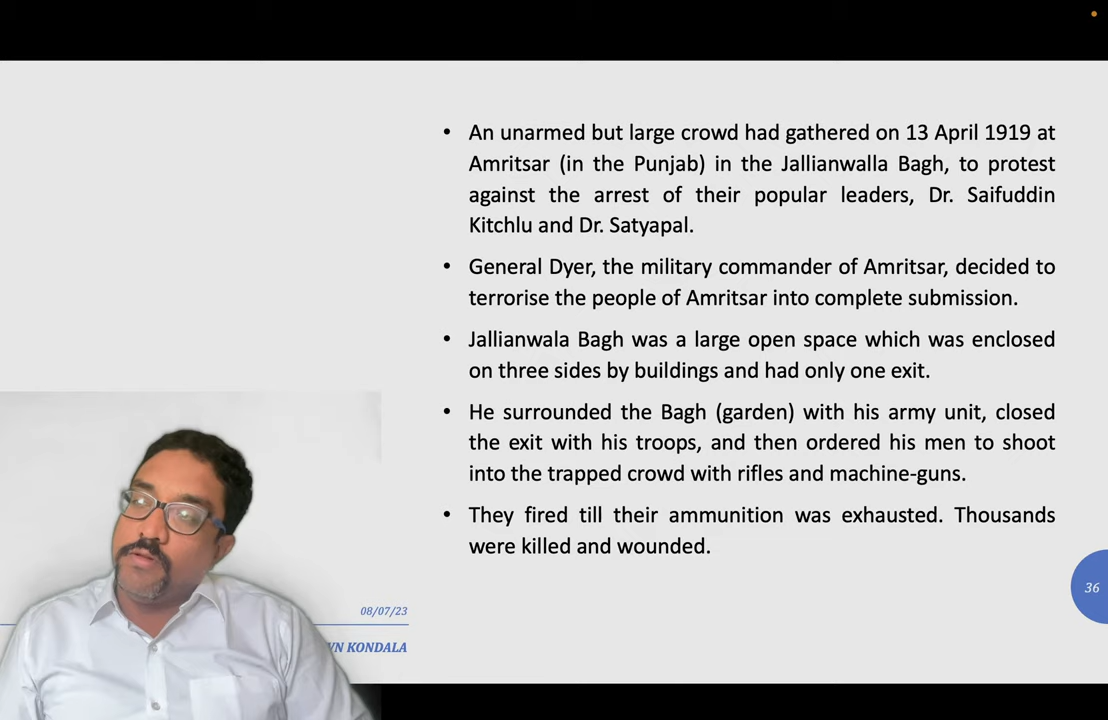 • An unarmed but large crowd had gathered on 13 April 1919 at
Amritsar (in the Punjab) in the Jallianwalla Bagh, to protest
against the arrest of their popular leaders, Dr. Saifuddin
Kitchlu and Dr. Satyapal.
• General Dyer, the military commander of Amritsar, decided to
terrorise the people of Amritsar into complete submission.
• Jallianwala Bagh was a large open space which was enclosed
on three sides by buildings and had only one exit.
• He surrounded the Bagh (garden) with his army unit, closed
the exit with his troops, and then ordered his men to shoot
into the trapped crowd with rifles and machine-guns.
• They fired till their ammunition was exhausted. Thousands
were killed and wounded.
36
08/07/23
KONDALA